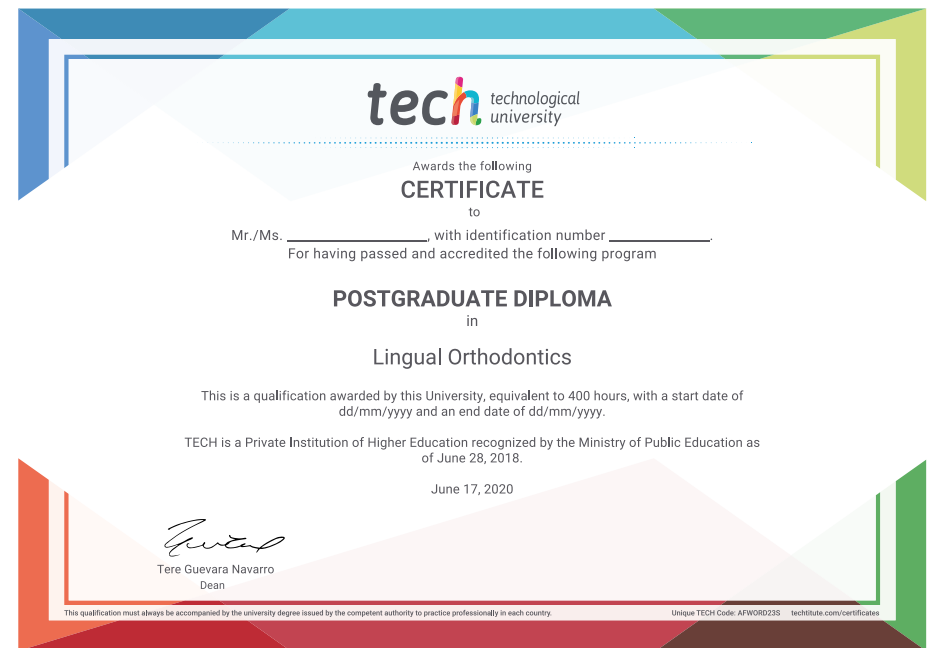 tech technological
university
Awards the following
CERTIFICATE
to
Mr./Ms. ____________________, with identification number ______________.
For having passed and accredited the following program
POSTGRADUATE DIPLOMA
in
Lingual Orthodontics
This is a qualification awarded by this University, equivalent to 400 hours, with a start date of
dd/mm/yyyy and an end date of dd/mm/yyyy.
TECH is a Private Institution of Higher Education recognized by the Ministry of Public Education as
of June 28, 2018.
June 17, 2020
Tere Guevara Navarro
Dean
This qualification must always be accompanied by the university degree issued by the competent authority to practice professionally in each country. Unique TECH Code: AFWORD23S techtitute.com/certificates